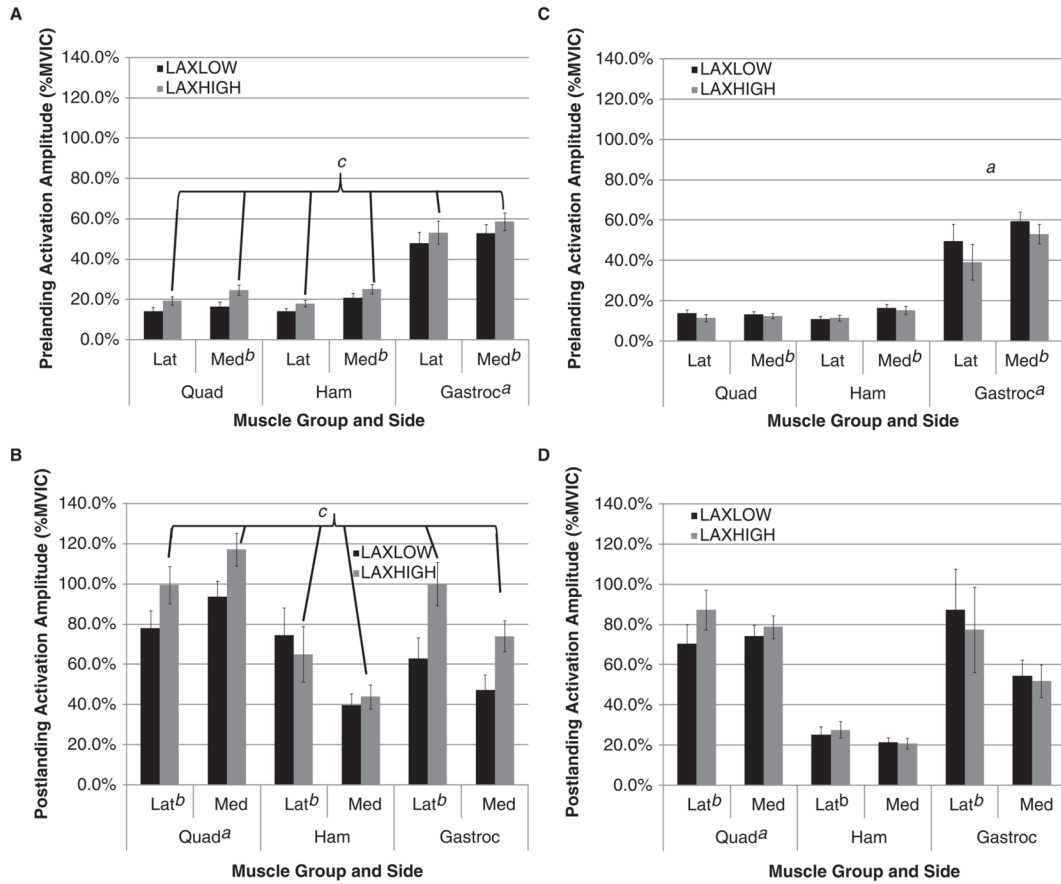 A
Prelanding Activation Amplitude (%MVIC)
140.0%
120.0%
100.0%
80.0%
60.0%
40.0%
20.0%
0.0%
LAXLOW
LAXHIGH
c
Lat Medb Lat Medb Lat Medb
Quad Ham Gastroca
Muscle Group and Side
B
Postlanding Activation Amplitude (%MVIC)
140.0%
120.0%
100.0%
80.0%
60.0%
40.0%
20.0%
0.0%
c
LAXLOW
LAXHIGH
Latb Med Latb Med Latb Med
Quada Ham Gastroc
Muscle Group and Side
C
Prelanding Activation Amplitude (%MVIC)
140.0%
120.0%
100.0%
80.0%
60.0%
40.0%
20.0%
0.0%
LAXLOW
LAXHIGH
a
Lat Medb Lat Medb Lat Medb
Quad Ham Gastroca
Muscle Group and Side
D
Postlanding Activation Amplitude (%MVIC)
140.0%
120.0%
100.0%
80.0%
60.0%
40.0%
20.0%
0.0%
LAXLOW
LAXHIGH
Latb Med Latb Med Latb Med
Quada Ham Gastroc
Muscle Group and Side